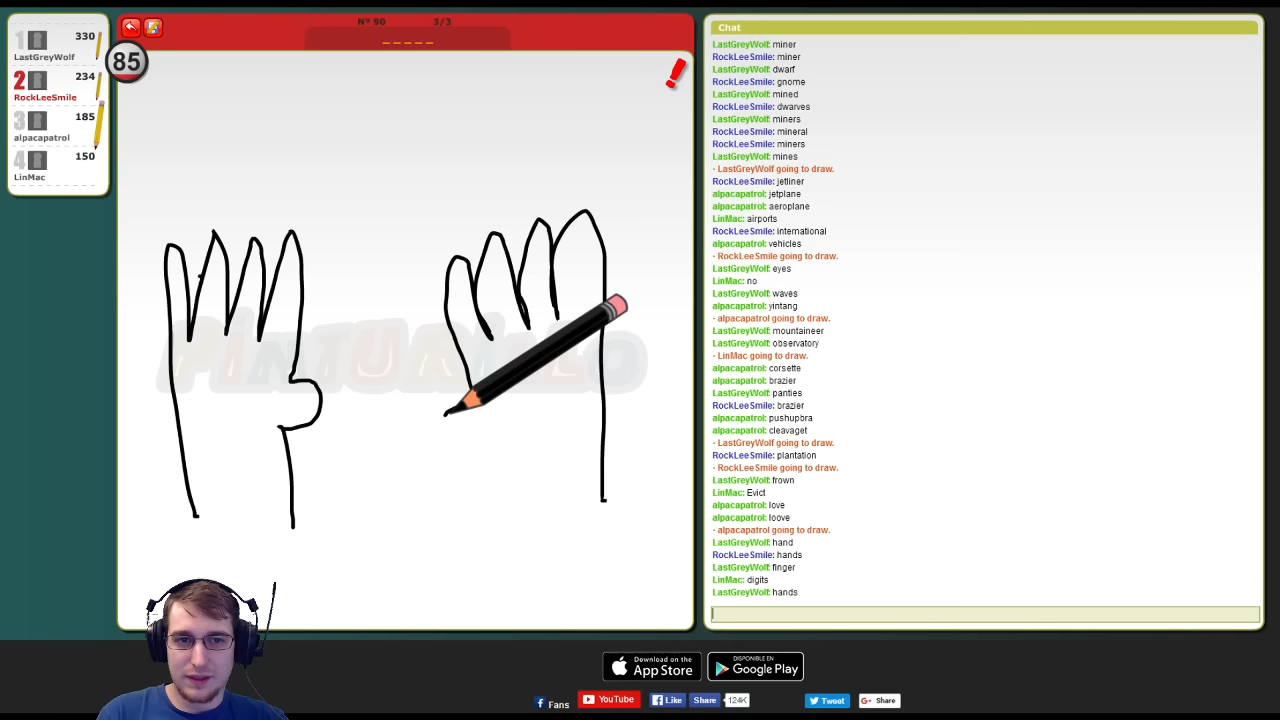 Nº 90 3/3
_ _ _ _ _
1 330
LastGreyWolf
2 234
RockLeeSmile
3 185
alpacapatrol
4 150
LinMac
85
PINTURILLO
Chat
LastGreyWolf: miner
RockLeeSmile: miner
LastGreyWolf: dwarf
RockLeeSmile: gnome
LastGreyWolf: mined
RockLeeSmile: dwarves
LastGreyWolf: miners
RockLeeSmile: mineral
RockLeeSmile: miners
LastGreyWolf: mines
- LastGreyWolf going to draw.
RockLeeSmile: jetliner
alpacapatrol: jetplane
alpacapatrol: aeroplane
LinMac: airports
RockLeeSmile: international
alpacapatrol: vehicles
- RockLeeSmile going to draw.
LastGreyWolf: eyes
LinMac: no
LastGreyWolf: waves
alpacapatrol: yintang
- alpacapatrol going to draw.
LastGreyWolf: mountaineer
LastGreyWolf: observatory
- LinMac going to draw.
alpacapatrol: corsette
alpacapatrol: brazier
LastGreyWolf: panties
RockLeeSmile: brazier
alpacapatrol: pushupbra
alpacapatrol: cleavaget
- LastGreyWolf going to draw.
RockLeeSmile: plantation
- RockLeeSmile going to draw.
LastGreyWolf: frown
LinMac: Evict
alpacapatrol: love
alpacapatrol: loove
- alpacapatrol going to draw.
LastGreyWolf: hand
RockLeeSmile: hands
LastGreyWolf: finger
LinMac: digits
LastGreyWolf: hands
Download on the
App Store
DISPONIBLE EN
Google Play
Fans YouTube Like Share 124K Tweet G+ Share